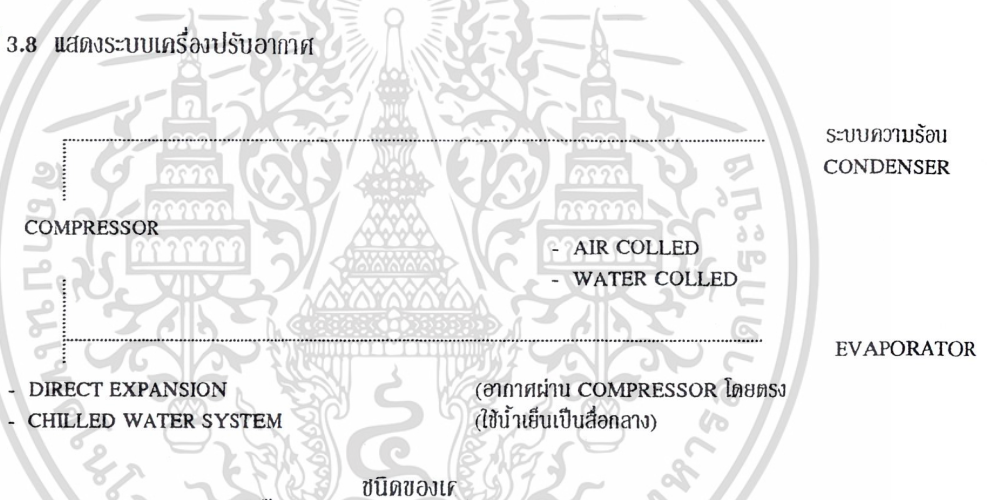 3.8 แสดงระบบเครื่องปรับอากาศ
ระบบความร้อน
CONDENSER
COMPRESSOR
- AIR COLLED
- WATER COLLED
EVAPORATOR
- DIRECT EXPANSION (อากาศผ่าน COMPRESSOR โดยตรง
- CHILLED WATER SYSTEM (ใช้น้ำเย็นเป็นสื่อกลาง)
ชนิดของเค